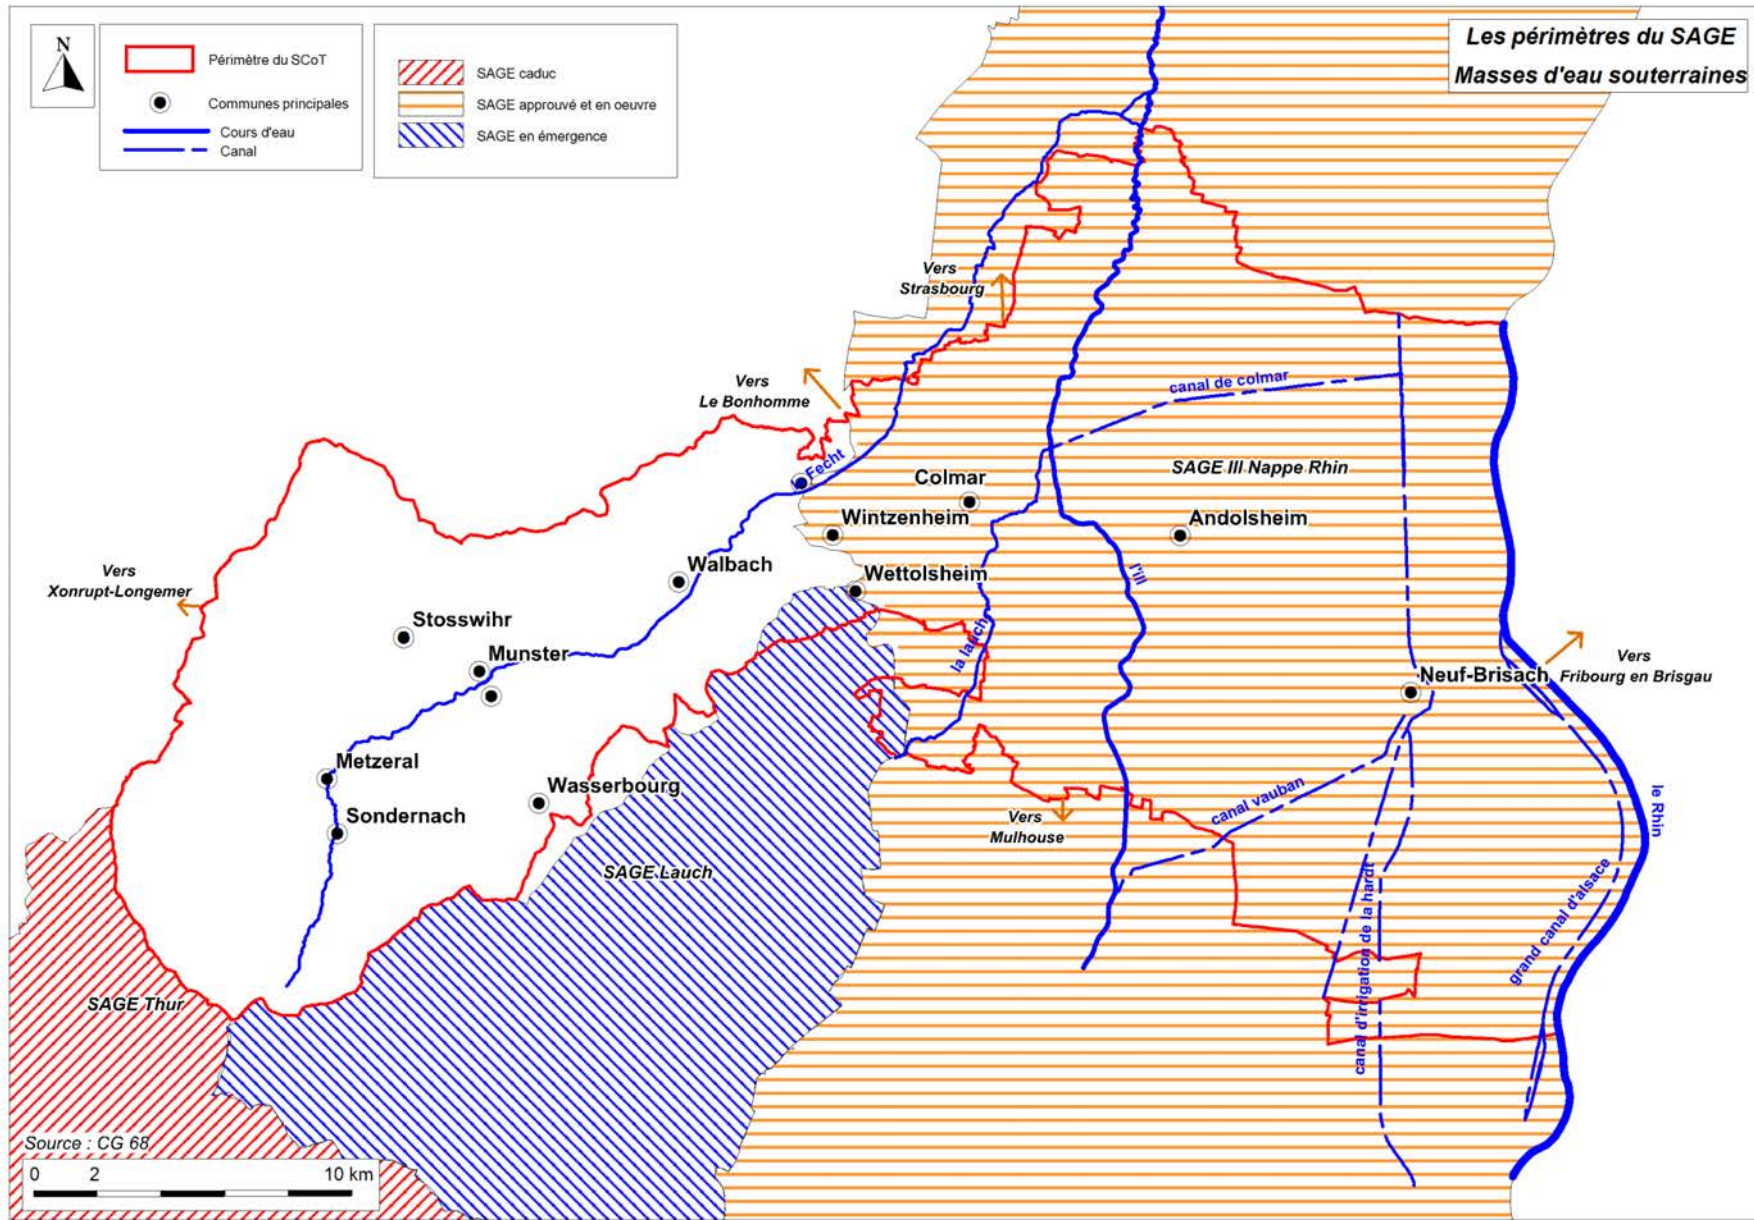 Les périmètres du SAGE
Masses d'eau souterraines
N
Périmètre du SCoT
Communes principales
Cours d'eau
Canal
SAGE caduc
SAGE approuvé et en oeuvre
SAGE en émergence
Vers
Strasbourg
Vers
Le Bonhomme
canal de colmar
Fecht
SAGE III Nappe Rhin
Colmar
Wintzenheim
Andolsheim
Walbach
Wettolsheim
l'ill
Vers
Xonrupt-Longemer
Stosswihr
la lauch
Munster
Neuf-Brisach
Vers
Fribourg en Brisgau
Metzeral
Wasserbourg
Sondernach
Vers
Mulhouse
canal vauban
le Rhin
SAGE Lauch
canal d'irrigation de la hardt
grand canal d'alsace
SAGE Thur
Source : CG 68
0 2 10 km